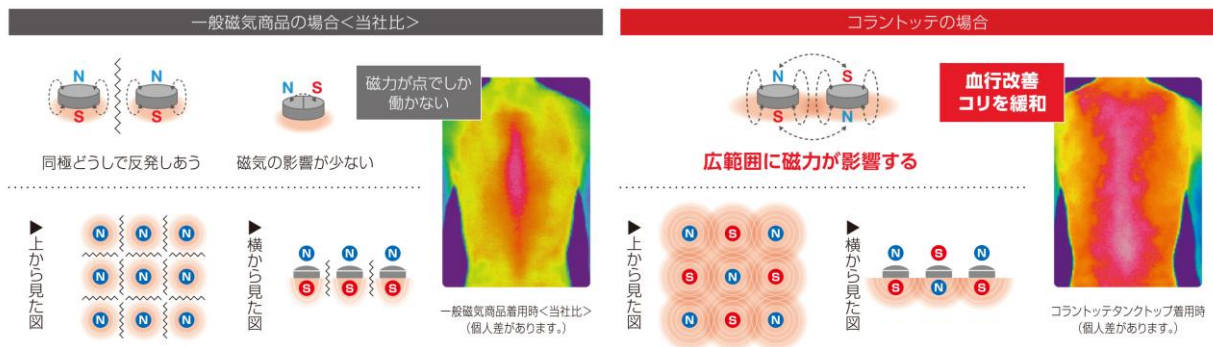 一般磁気商品の場合＜当社比＞
N
N
S
S
同極どうしで反発しあう
N S
磁気の影響が少ない
磁力が点でしか
働かない
▶上から見た図
N N N
N N N
N N N
▶横から見た図
N N N
S S S
一般磁気商品着用時＜当社比＞
（個人差があります。）
コラントッテの場合
N S
S N
広範囲に磁力が影響する
血行改善
コリを緩和
▶上から見た図
N S N
S N S
N S N
▶横から見た図
N S N
S N S
コラントッテタンクトップ着用時
（個人差があります。）